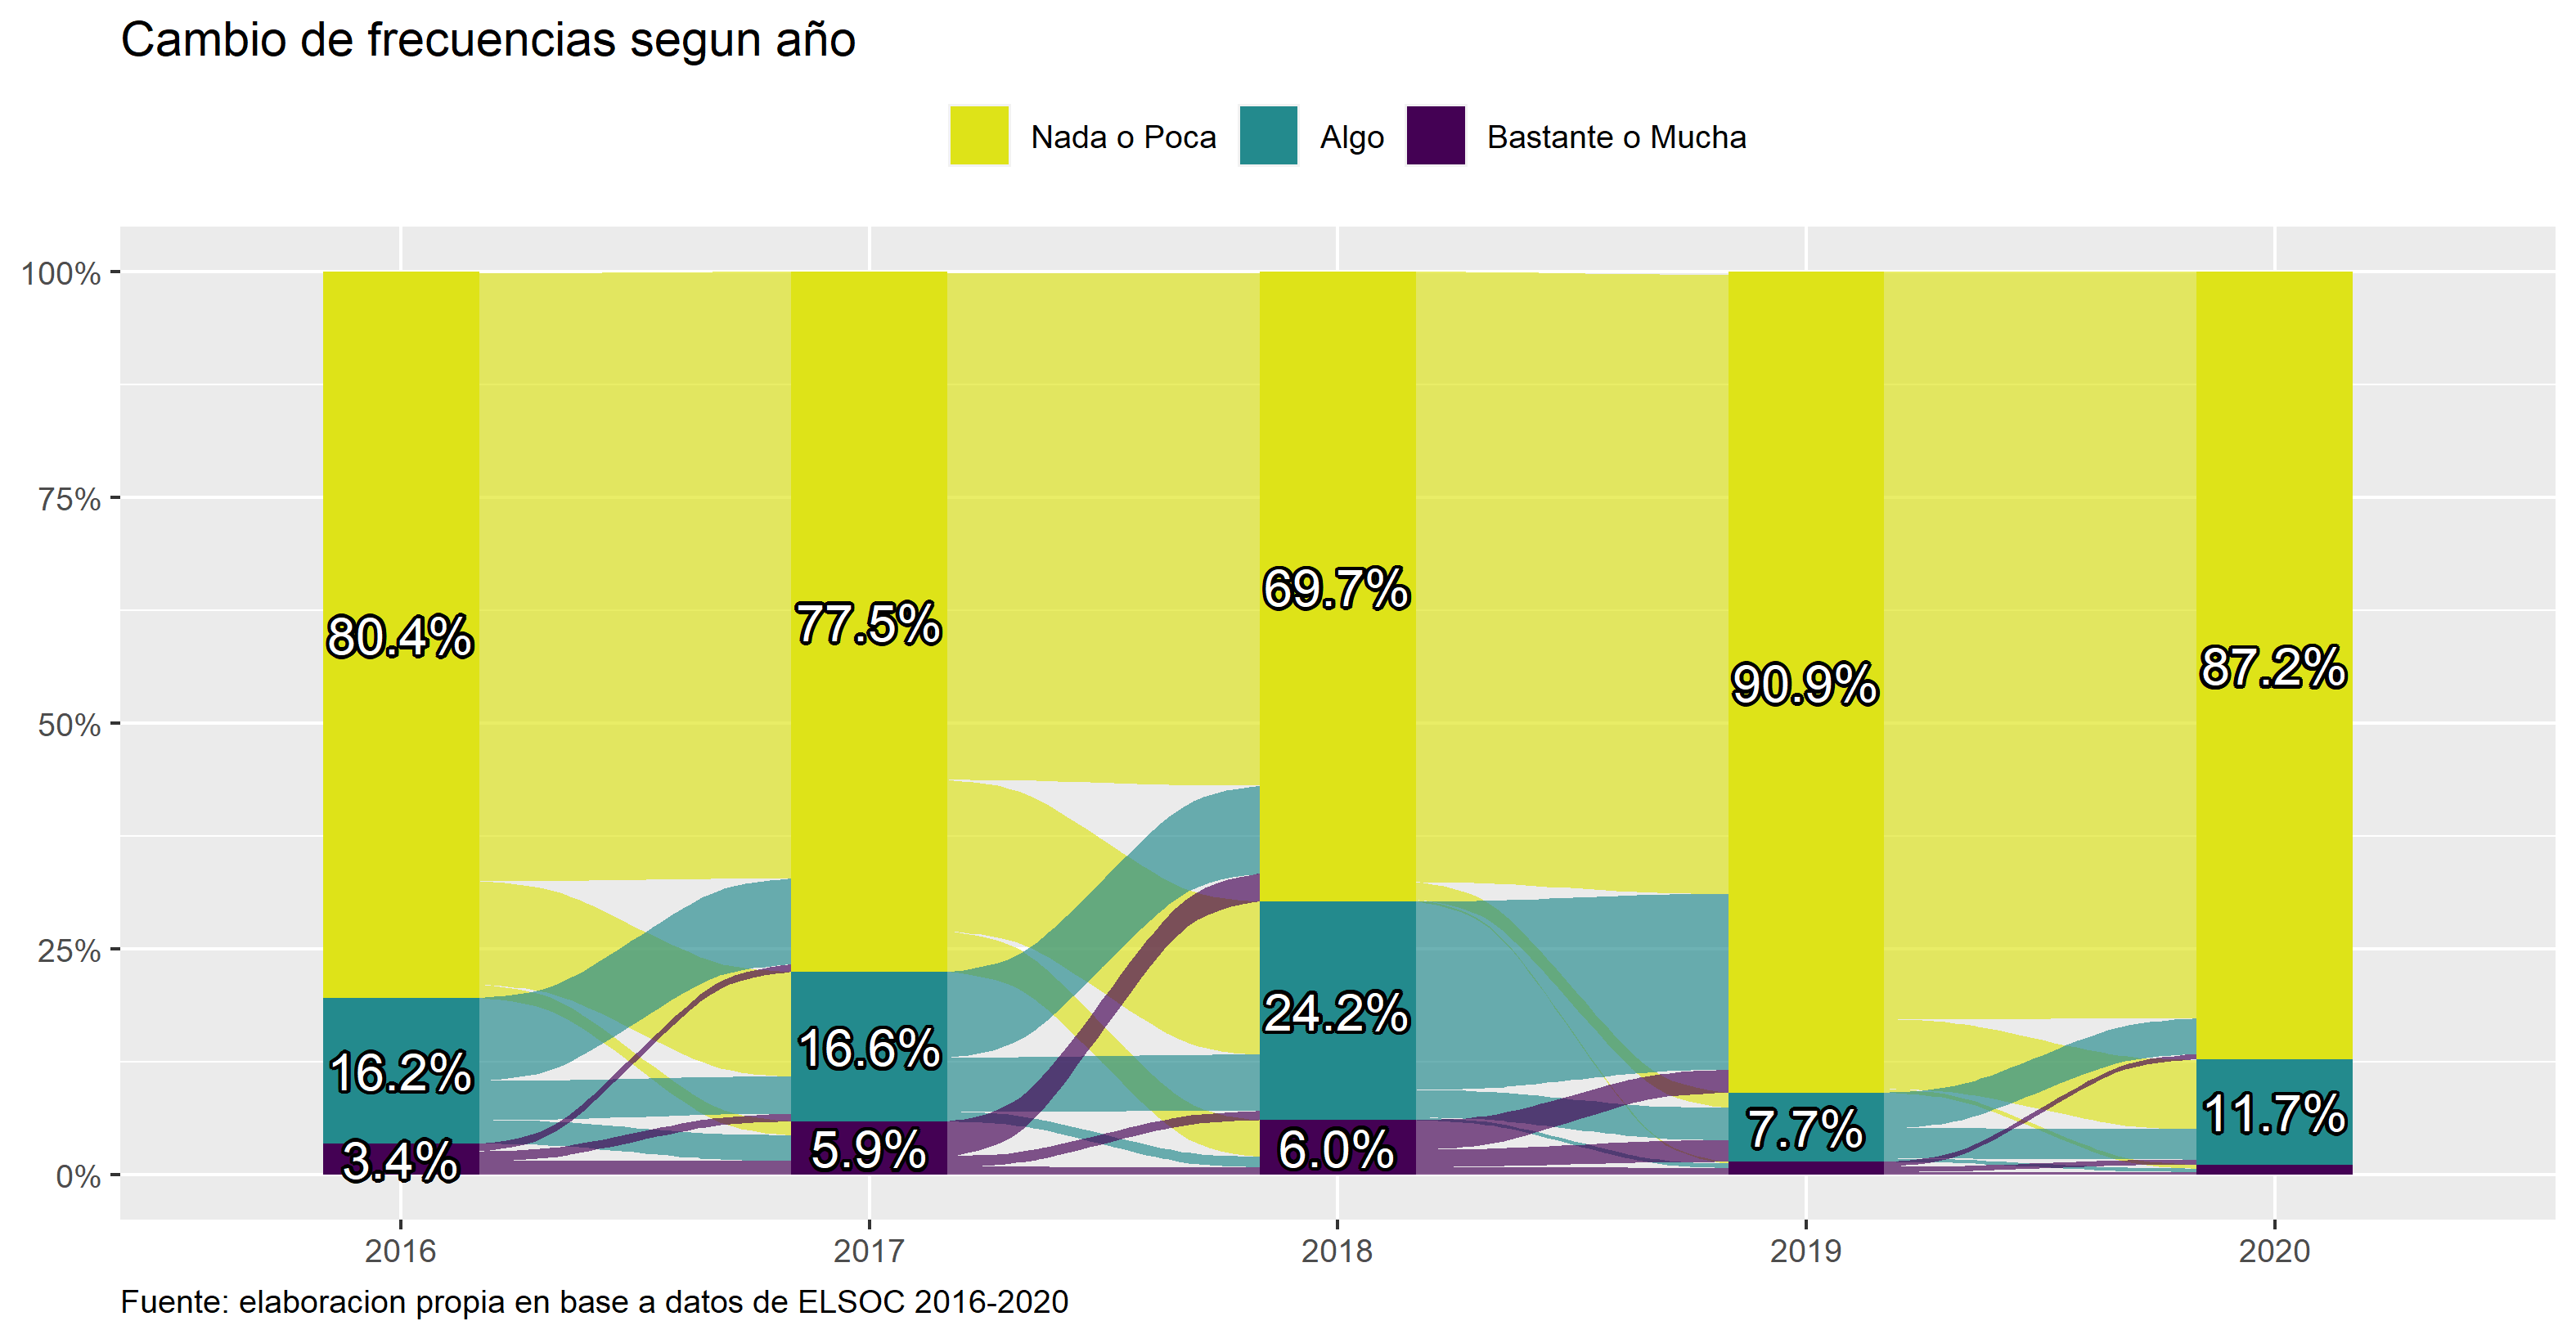 Cambio de frecuencias segun año
Nada o Poca Algo Bastante o Mucha
100%
75%
50%
25%
0%
80.4% 77.5% 69.7% 90.9% 87.2%
16.2% 16.6% 24.2% 7.7% 11.7%
3.4% 5.9% 6.0%
2016 2017 2018 2019 2020
Fuente: elaboracion propia en base a datos de ELSOC 2016-2020